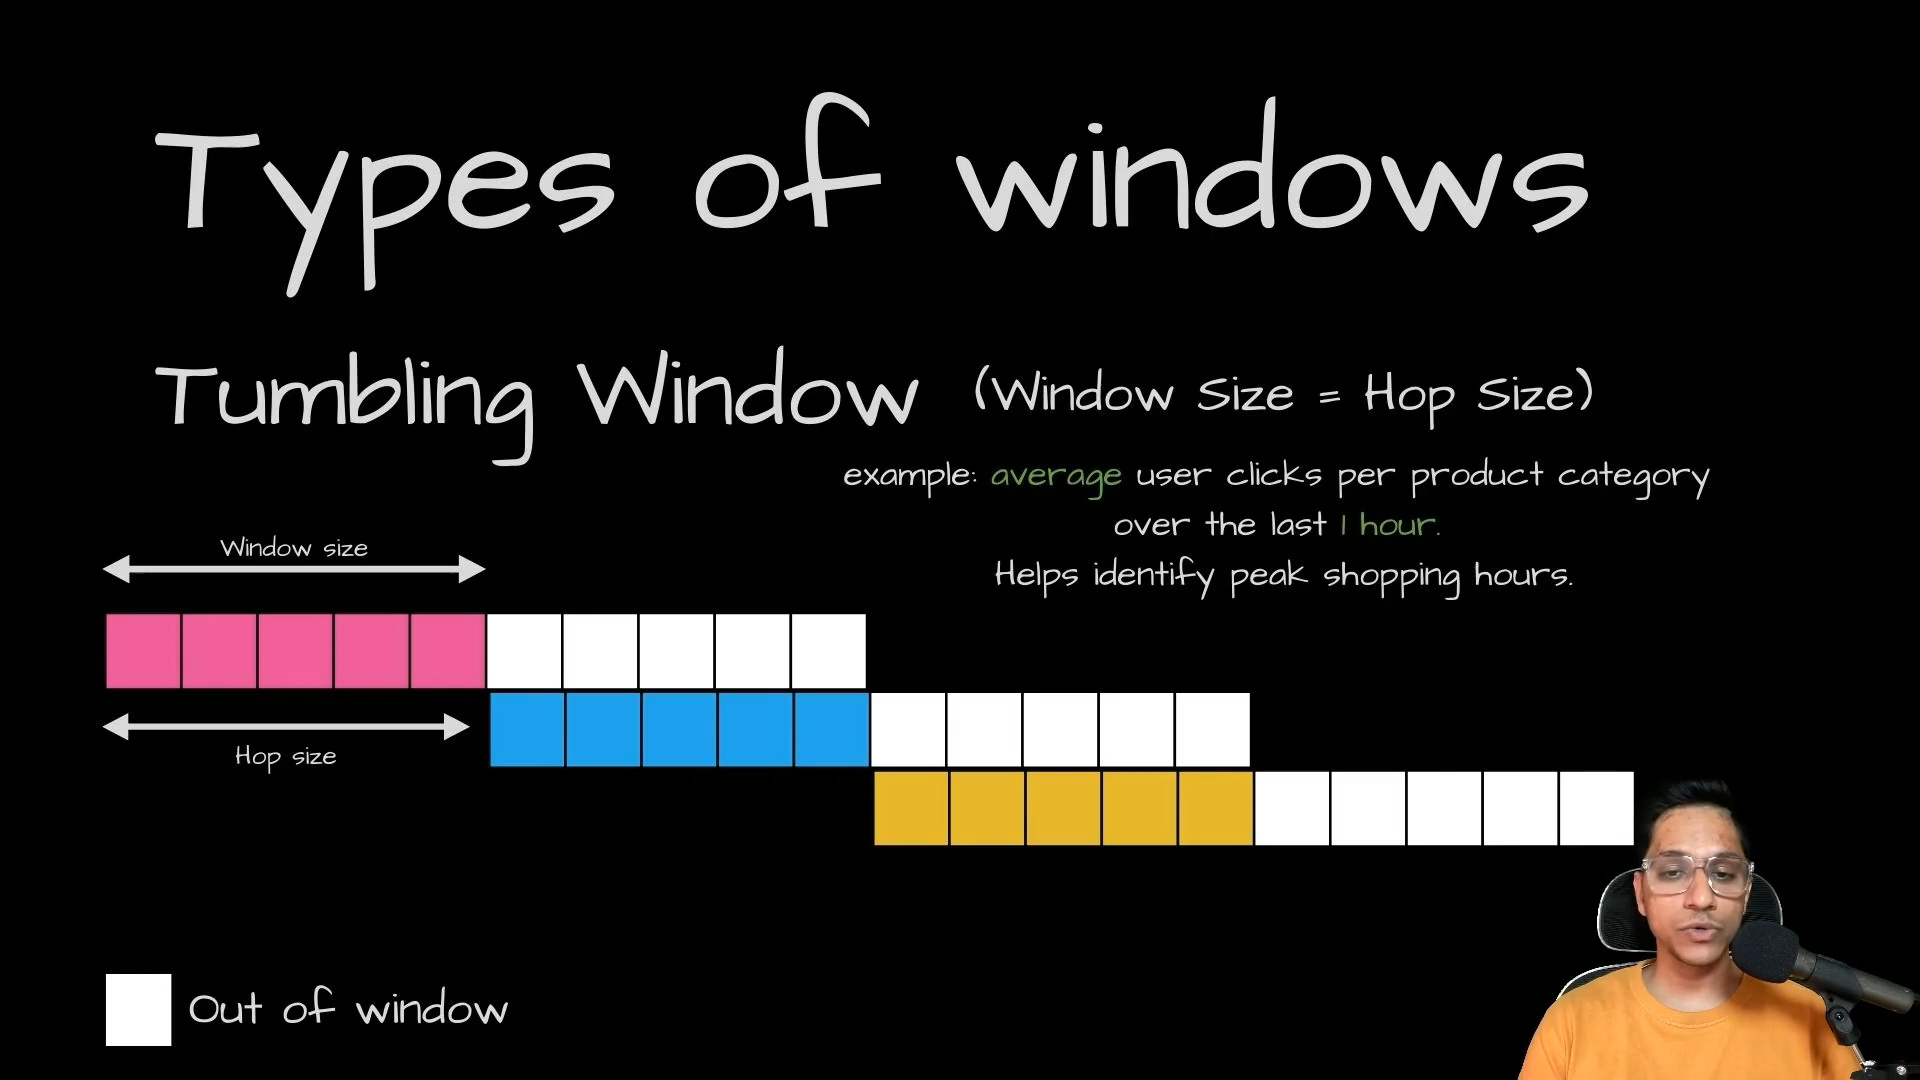 Types of windows
Tumbling Window (Window Size = Hop Size)
example: average user clicks per product category
over the last 1 hour.
Helps identify peak shopping hours.
Window size
Hop size
Out of window